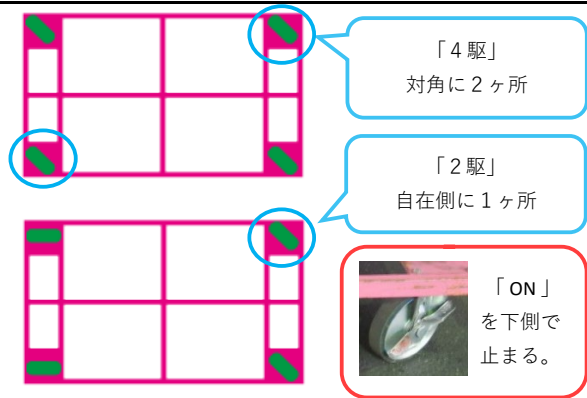 「４駆」
対角に２ヶ所
「２駆」
自在側に１ヶ所
「 ON 」
を下側で
止まる。